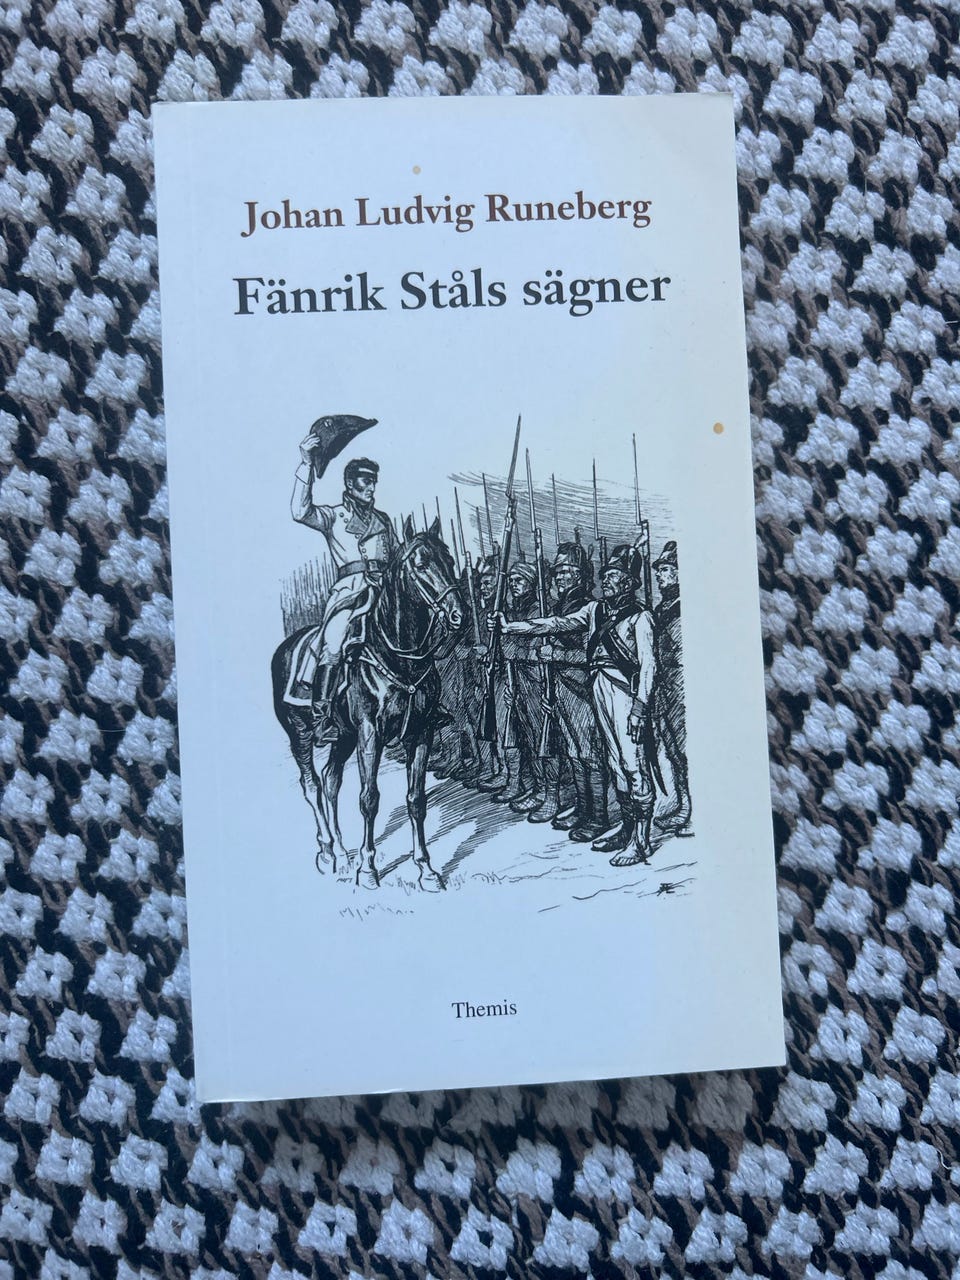 Johan Ludvig Runeberg
Fänrik Ståls sägner
Themis